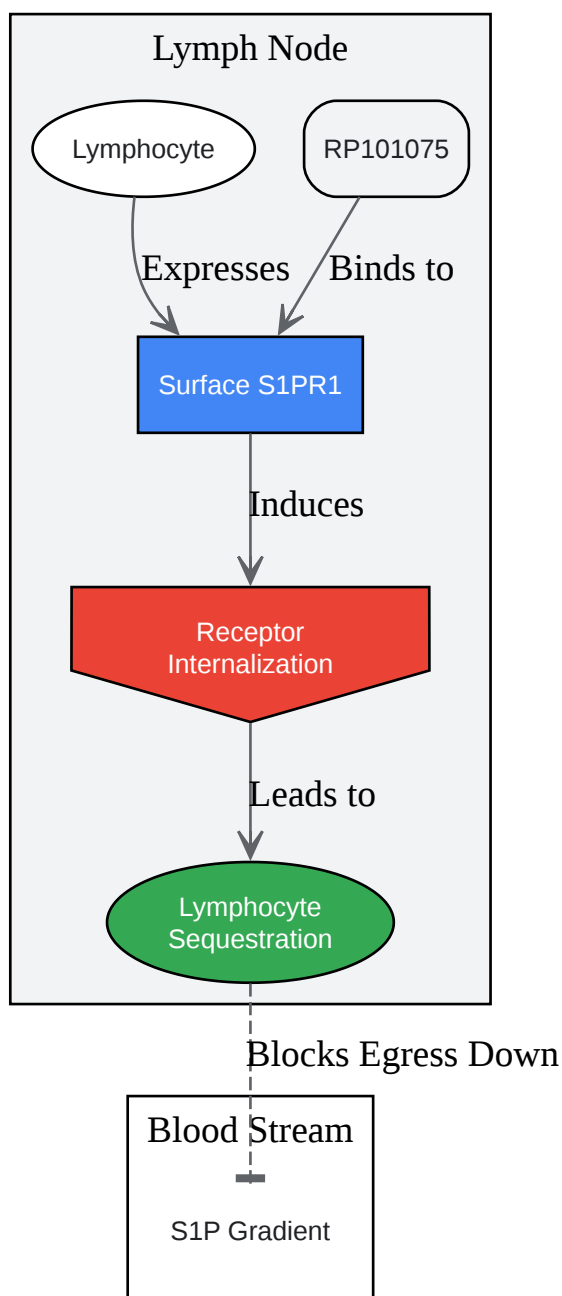 Lymph Node
Lymphocyte
RP101075
Expresses
Binds to
Surface S1PR1
Induces
Receptor
Internalization
Leads to
Lymphocyte
Sequestration
Blocks Egress Down
Blood Stream
S1P Gradient